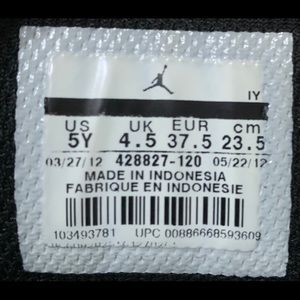 IY
US UK EUR cm
5Y 4.5 37.5 23.5
03/27/12 428827-120 05/22/12
MADE IN INDONESIA
FABRIQUE EN INDONESIE
103493781 UPC 00886668593609